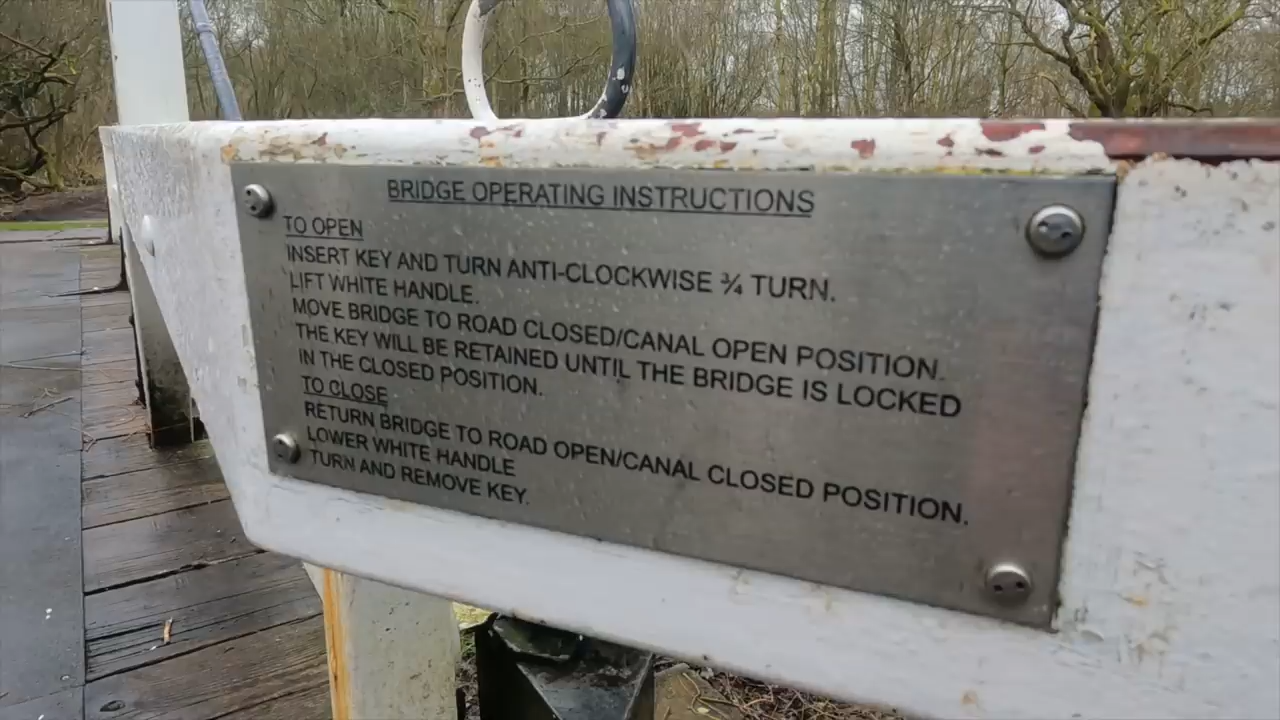 BRIDGE OPERATING INSTRUCTIONS
TO OPEN
INSERT KEY AND TURN ANTI-CLOCKWISE ¾ TURN.
LIFT WHITE HANDLE.
MOVE BRIDGE TO ROAD CLOSED/CANAL OPEN POSITION.
THE KEY WILL BE RETAINED UNTIL THE BRIDGE IS LOCKED
IN THE CLOSED POSITION.
TO CLOSE
RETURN BRIDGE TO ROAD OPEN/CANAL CLOSED POSITION.
LOWER WHITE HANDLE
TURN AND REMOVE KEY.